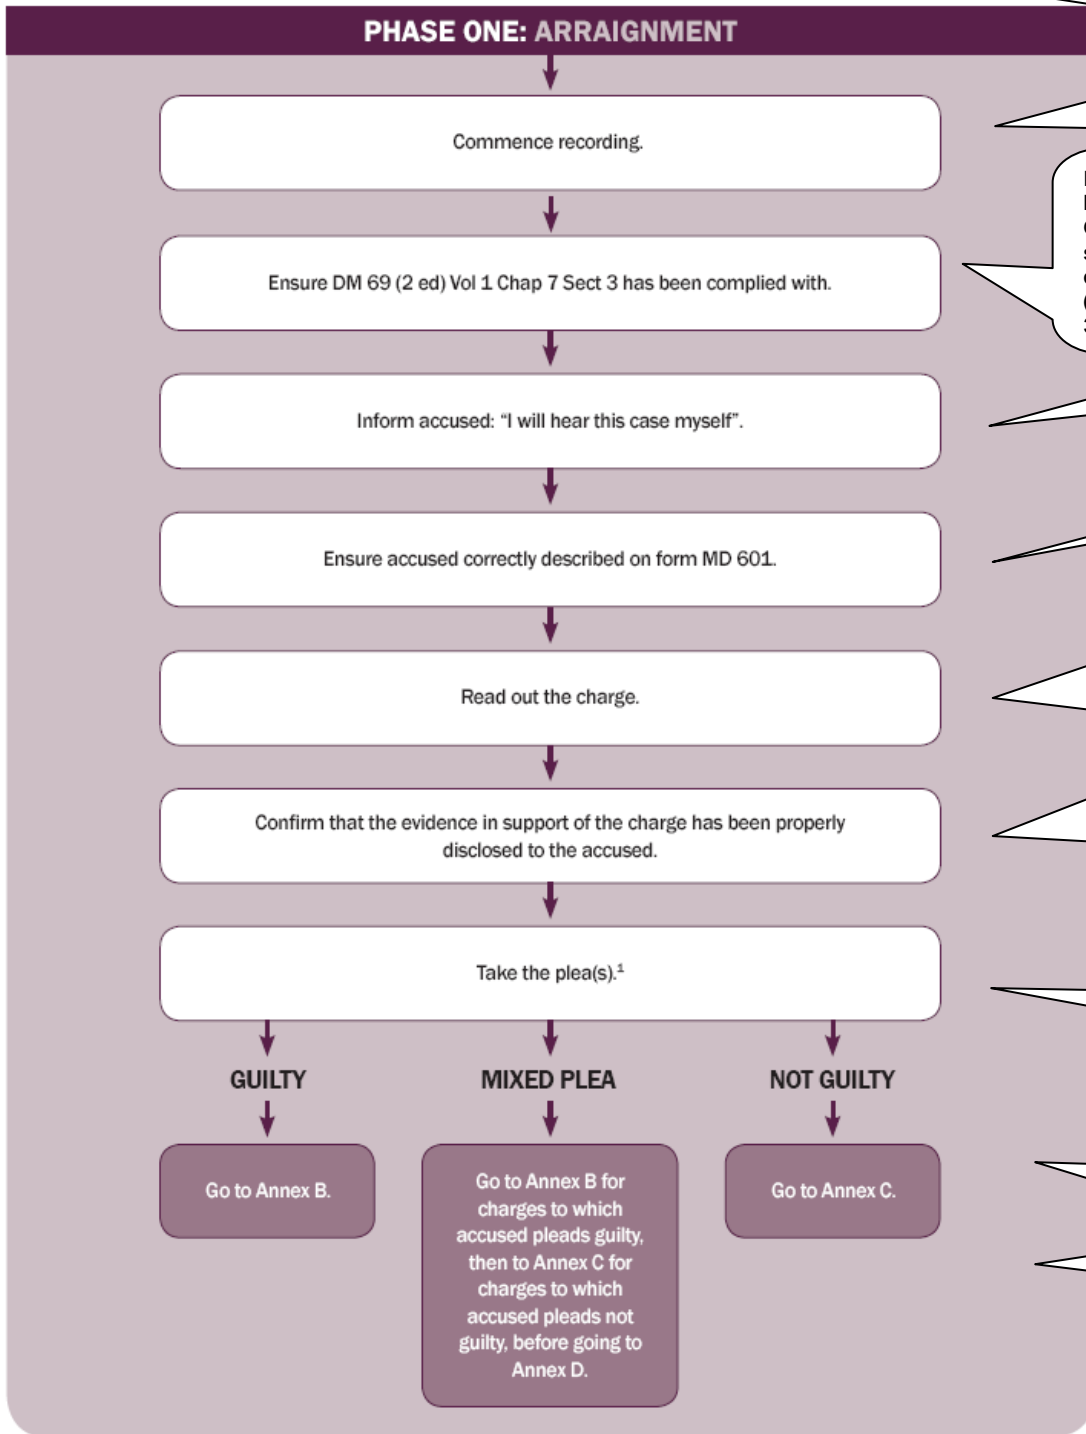 PHASE ONE: ARRAIGNMENT
Commence recording.
Ensure DM 69 (2 ed) Vol 1 Chap 7 Sect 3 has been complied with.
Inform accused: “I will hear this case myself”.
Ensure accused correctly described on form MD 601.
Read out the charge.
Confirm that the evidence in support of the charge has been properly
disclosed to the accused.
Take the plea(s).¹
GUILTY
MIXED PLEA
NOT GUILTY
Go to Annex B.
Go to Annex B for
charges to which
accused pleads guilty,
then to Annex C for
charges to which
accused pleads not
guilty, before going to
Annex D.
Go to Annex C.